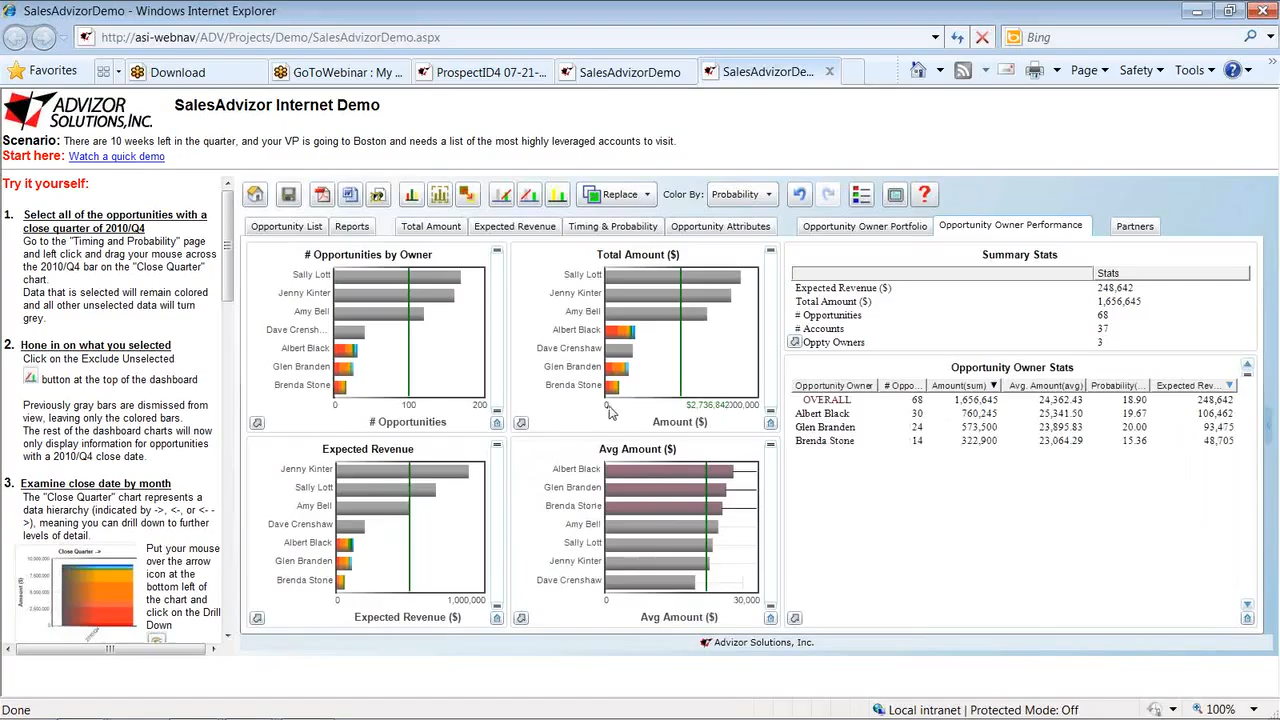 SalesAdvizorDemo - Windows Internet Explorer
http://asi-webnav/ADV/Projects/Demo/SalesAdvizorDemo.aspx
Bing
Favorites
Download
GoToWebinar : My ...
ProspectID4 07-21-...
SalesAdvizorDemo
SalesAdvizorDe...
Page
Safety
Tools
ADVIZOR
SOLUTIONS, INC.
SalesAdvizor Internet Demo
Scenario: There are 10 weeks left in the quarter, and your VP is going to Boston and needs a list of the most highly leveraged accounts to visit.
Start here: Watch a quick demo
Try it yourself:
1. Select all of the opportunities with a
close quarter of 2010/Q4
Go to the "Timing and Probability" page
and left click and drag your mouse across
the 2010/Q4 bar on the "Close Quarter"
chart.
Data that is selected will remain colored
and all other unselected data will turn
grey.
2. Hone in on what you selected
Click on the Exclude Unselected
button at the top of the dashboard
Previously gray bars are dismissed from
view, leaving only the colored bars.
The rest of the dashboard charts will now
only display information for opportunities
with a 2010/Q4 close date.
3. Examine close date by month
The "Close Quarter" chart represents a
data hierarchy (indicated by ->, <-, or <- -
>), meaning you can drill down to further
levels of detail.
Close Quarter ->
10,000,000
7,500,000
5,000,000
2,500,000
0
Amount ($)
2010/Q4
Put your mouse
over the arrow
icon at the
bottom left of
the chart and
click on the Drill
Down
Replace
Color By: Probability
Opportunity List
Reports
Total Amount
Expected Revenue
Timing & Probability
Opportunity Attributes
Opportunity Owner Portfolio
Opportunity Owner Performance
Partners
# Opportunities by Owner
Sally Lott
Jenny Kinter
Amy Bell
Dave Crensh...
Albert Black
Glen Branden
Brenda Stone
0 100 200
# Opportunities
Total Amount ($)
Sally Lott
Jenny Kinter
Amy Bell
Albert Black
Dave Crenshaw
Glen Branden
Brenda Stone
0
Amount ($)
Expected Revenue
Jenny Kinter
Sally Lott
Amy Bell
Dave Crenshaw
Albert Black
Glen Branden
Brenda Stone
0 1,000,000
Expected Revenue ($)
Avg Amount ($)
Albert Black
Glen Branden
Brenda Stone
Amy Bell
Sally Lott
Jenny Kinter
Dave Crenshaw
0 30,000
Avg Amount ($)
Summary Stats
Stats
Expected Revenue ($) 248,642
Total Amount ($) 1,656,645
# Opportunities 68
# Accounts 37
# Oppty Owners 3
Opportunity Owner Stats
Opportunity Owner # Oppo... Amount(sum) Avg. Amount(avg) Probability(... Expected Rev...
OVERALL 68 1,656,645 24,362.43 18.90 248,642
Albert Black 30 760,245 25,341.50 19.67 106,462
Glen Branden 24 573,500 23,895.83 20.00 93,475
Brenda Stone 14 322,900 23,064.29 15.36 48,705
Advizor Solutions, Inc.
Done
Local intranet | Protected Mode: Off
100%